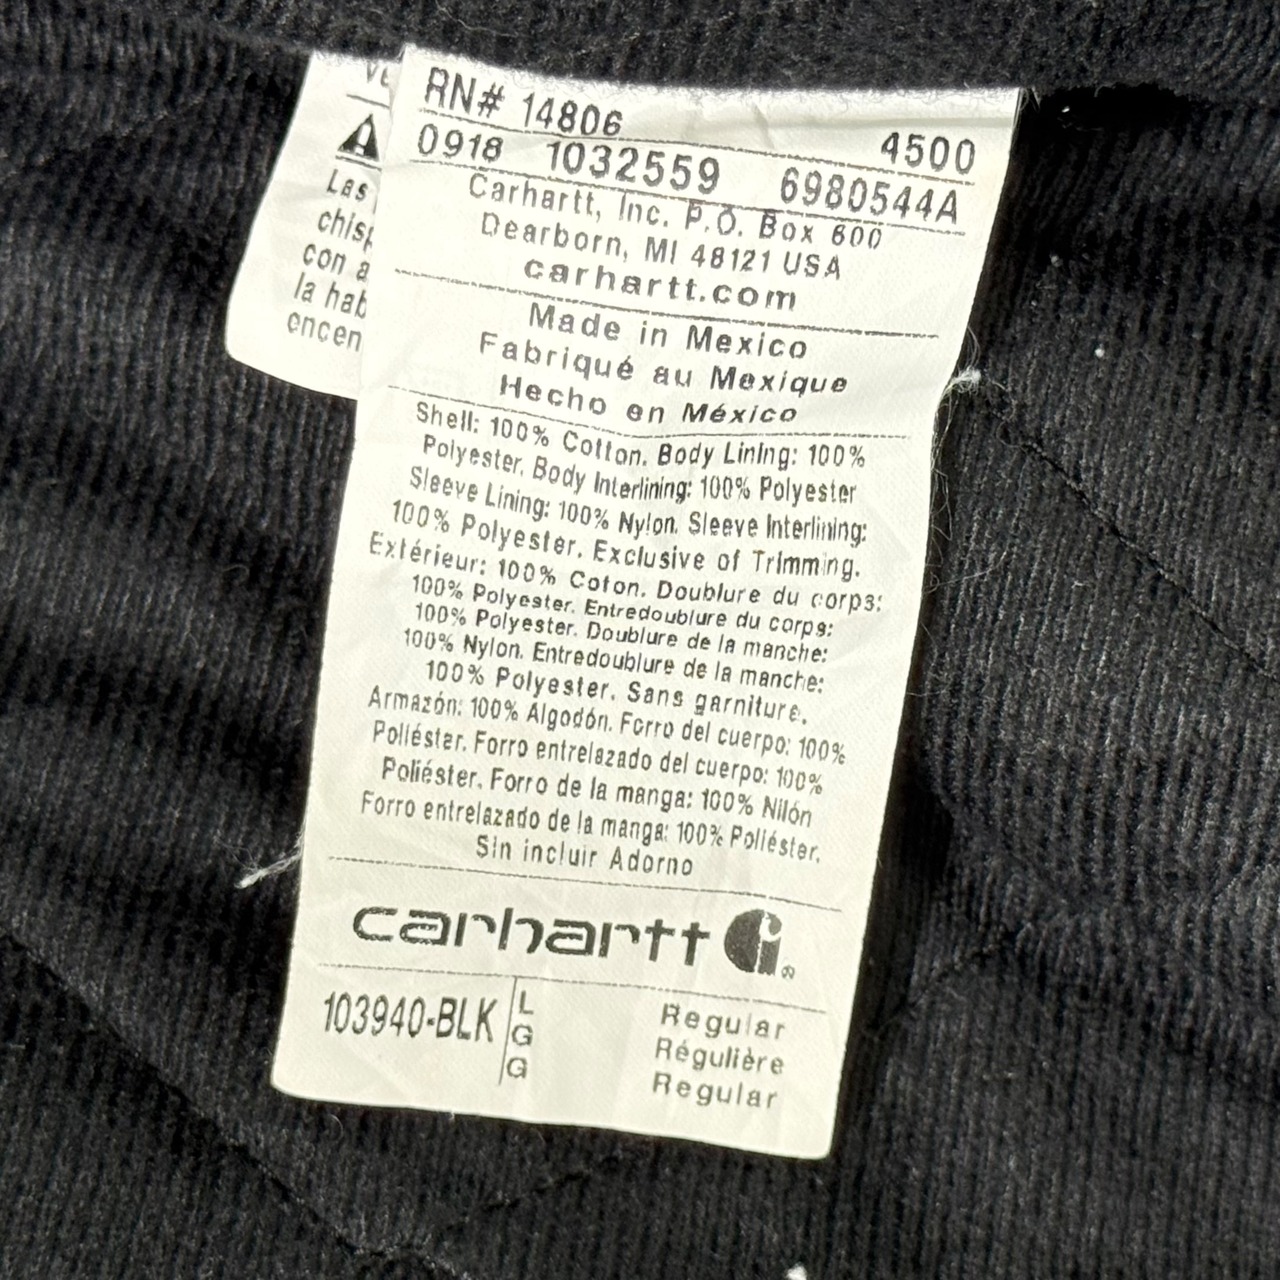 RN# 14806 4500
0918 1032559 6980544A
Carhartt, Inc. P.O. Box 600
Dearborn, MI 48121 USA
carhartt.com
Made in Mexico
Fabriqué au Mexique
Hecho en México
Shell: 100% Cotton. Body Lining: 100%
Polyester. Body Interlining: 100% Polyester
Sleeve Lining: 100% Nylon. Sleeve Interlining:
100% Polyester. Exclusive of Trimming.
Extérieur: 100% Coton. Doublure du corps:
100% Polyester. Entredoublure du corps:
100% Polyester. Doublure de la manche:
100% Nylon. Entredoublure de la manche:
100% Polyester. Sans garniture.
Armazón: 100% Algodón. Forro del cuerpo: 100%
Poliéster. Forro entrelazado del cuerpo: 100%
Poliéster. Forro de la manga: 100% Nilón
Forro entrelazado de la manga: 100% Poliéster.
Sin incluir Adorno
carhartt ®
103940-BLK L Regular
G Régulière
G Regular
Las
chisp
con a
la hab
encen